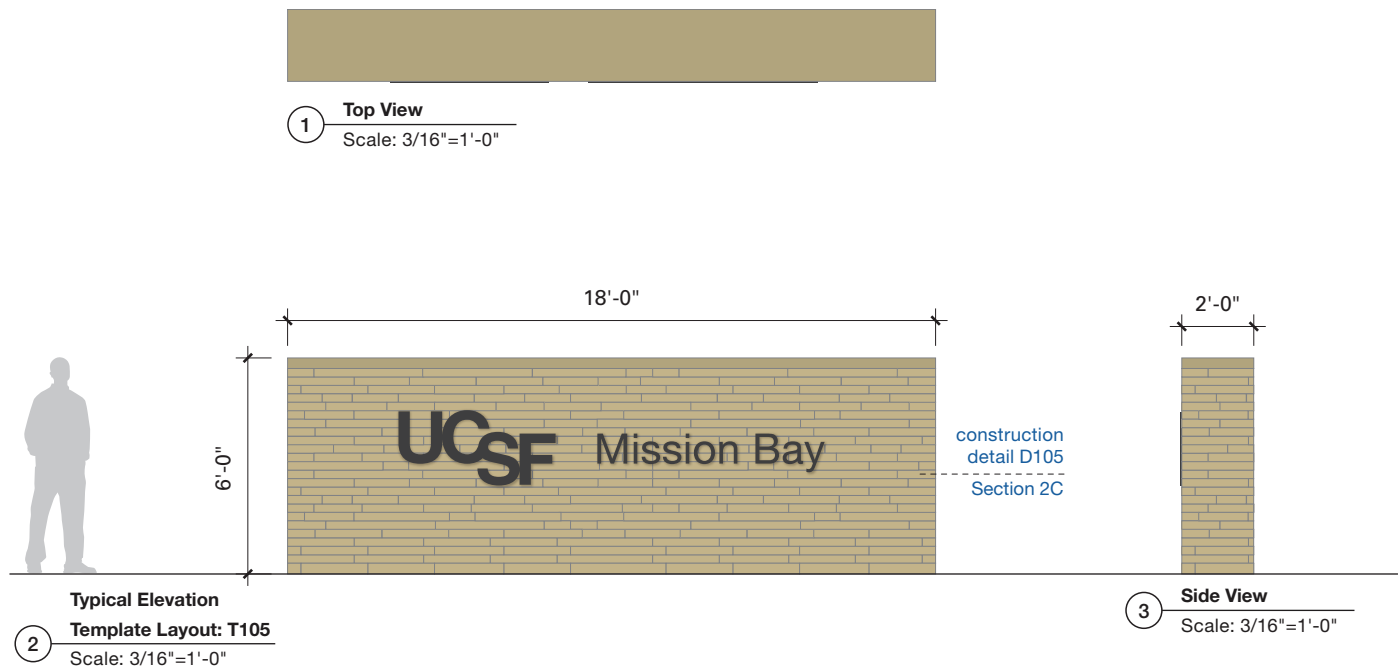 1
Top View
Scale: 3/16"=1'-0"
18'-0"
2'-0"
6'-0"
UCSF Mission Bay
construction
detail D105
Section 2C
Typical Elevation
2
Template Layout: T105
Scale: 3/16"=1'-0"
3
Side View
Scale: 3/16"=1'-0"